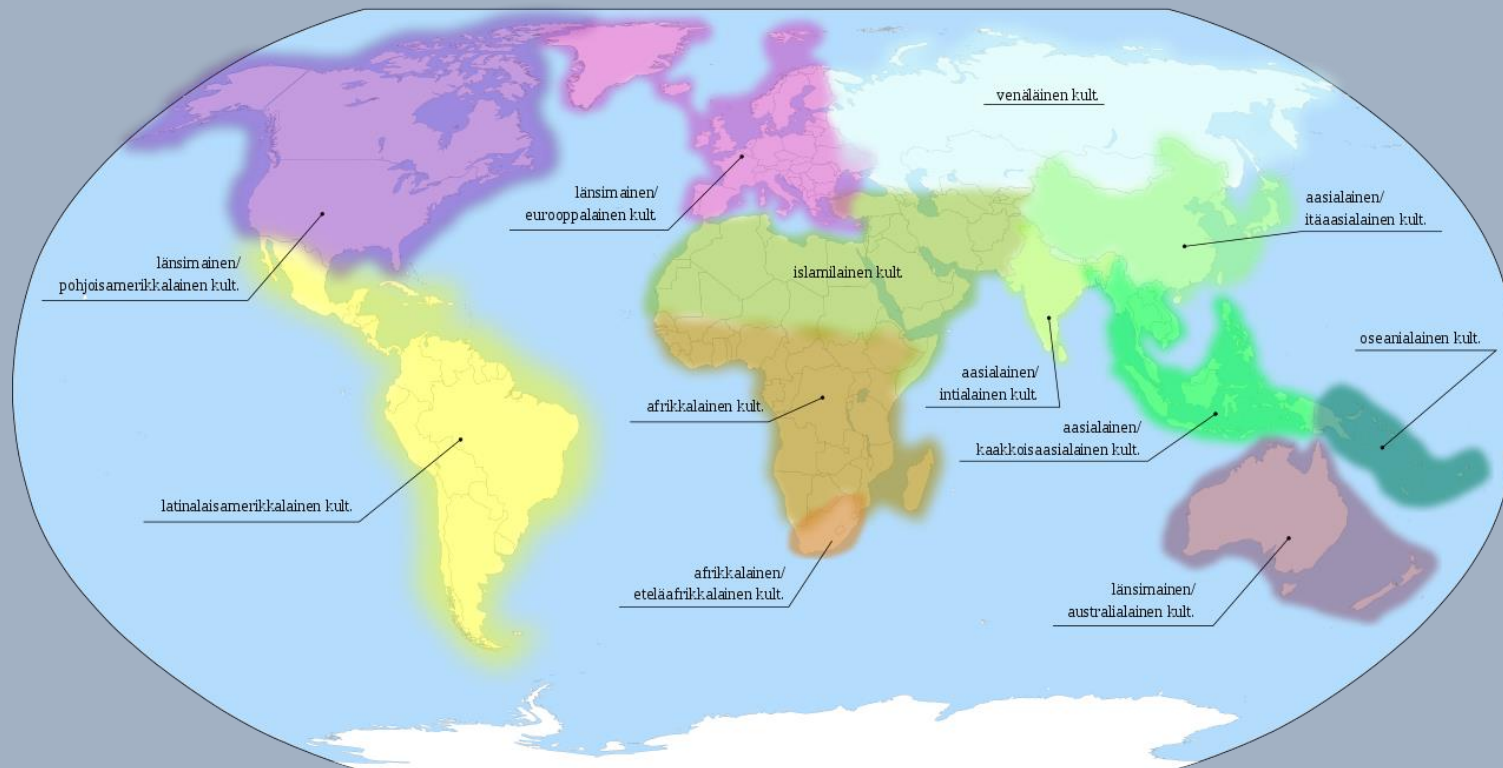 venäläinen kult.
länsimainen/
eurooppalainen kult.
aasialainen/
itäaasialainen kult.
länsimainen/
pohjoisamerikkalainen kult.
islamilainen kult.
oseanialainen kult.
aasialainen/
intialainen kult.
afrikkalainen kult.
aasialainen/
kaakkoisaasialainen kult.
latinalaisamerikkalainen kult.
afrikkalainen/
eteläafrikkalainen kult.
länsimainen/
australialainen kult.